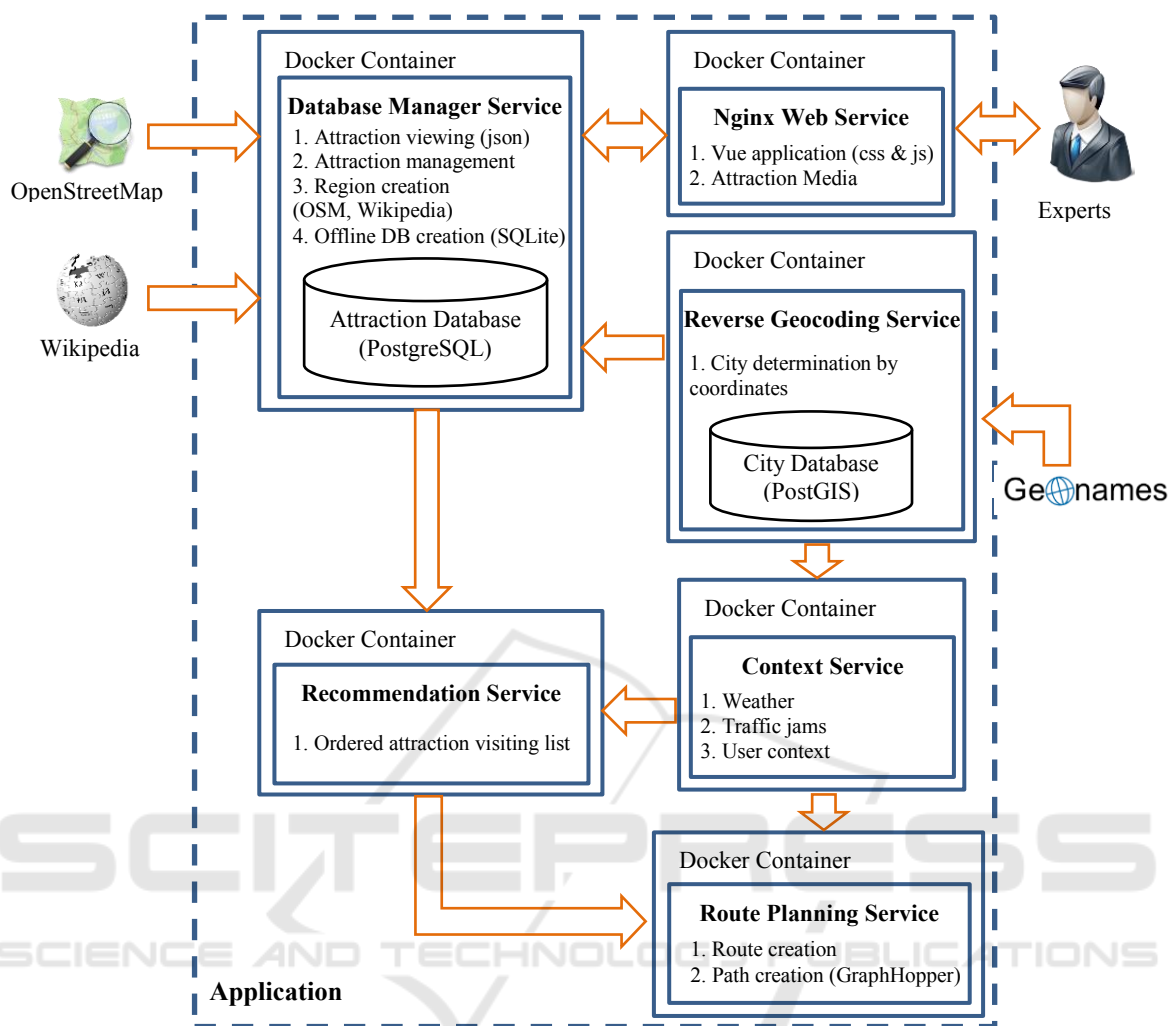 Docker Container
Database Manager Service
1. Attraction viewing (json)
2. Attraction management
3. Region creation
(OSM, Wikipedia)
4. Offline DB creation (SQLite)
Attraction Database
(PostgreSQL)
Docker Container
Nginx Web Service
1. Vue application (css & js)
2. Attraction Media
OpenStreetMap
Experts
Wikipedia
Docker Container
Reverse Geocoding Service
1. City determination by
coordinates
City Database
(PostGIS)
Geonames
Docker Container
Recommendation Service
1. Ordered attraction visiting list
Docker Container
Context Service
1. Weather
2. Traffic jams
3. User context
Docker Container
Route Planning Service
1. Route creation
2. Path creation (GraphHopper)
Application
SCITEPRESS
SCIENCE AND TECHNOLOGY PUBLICATIONS